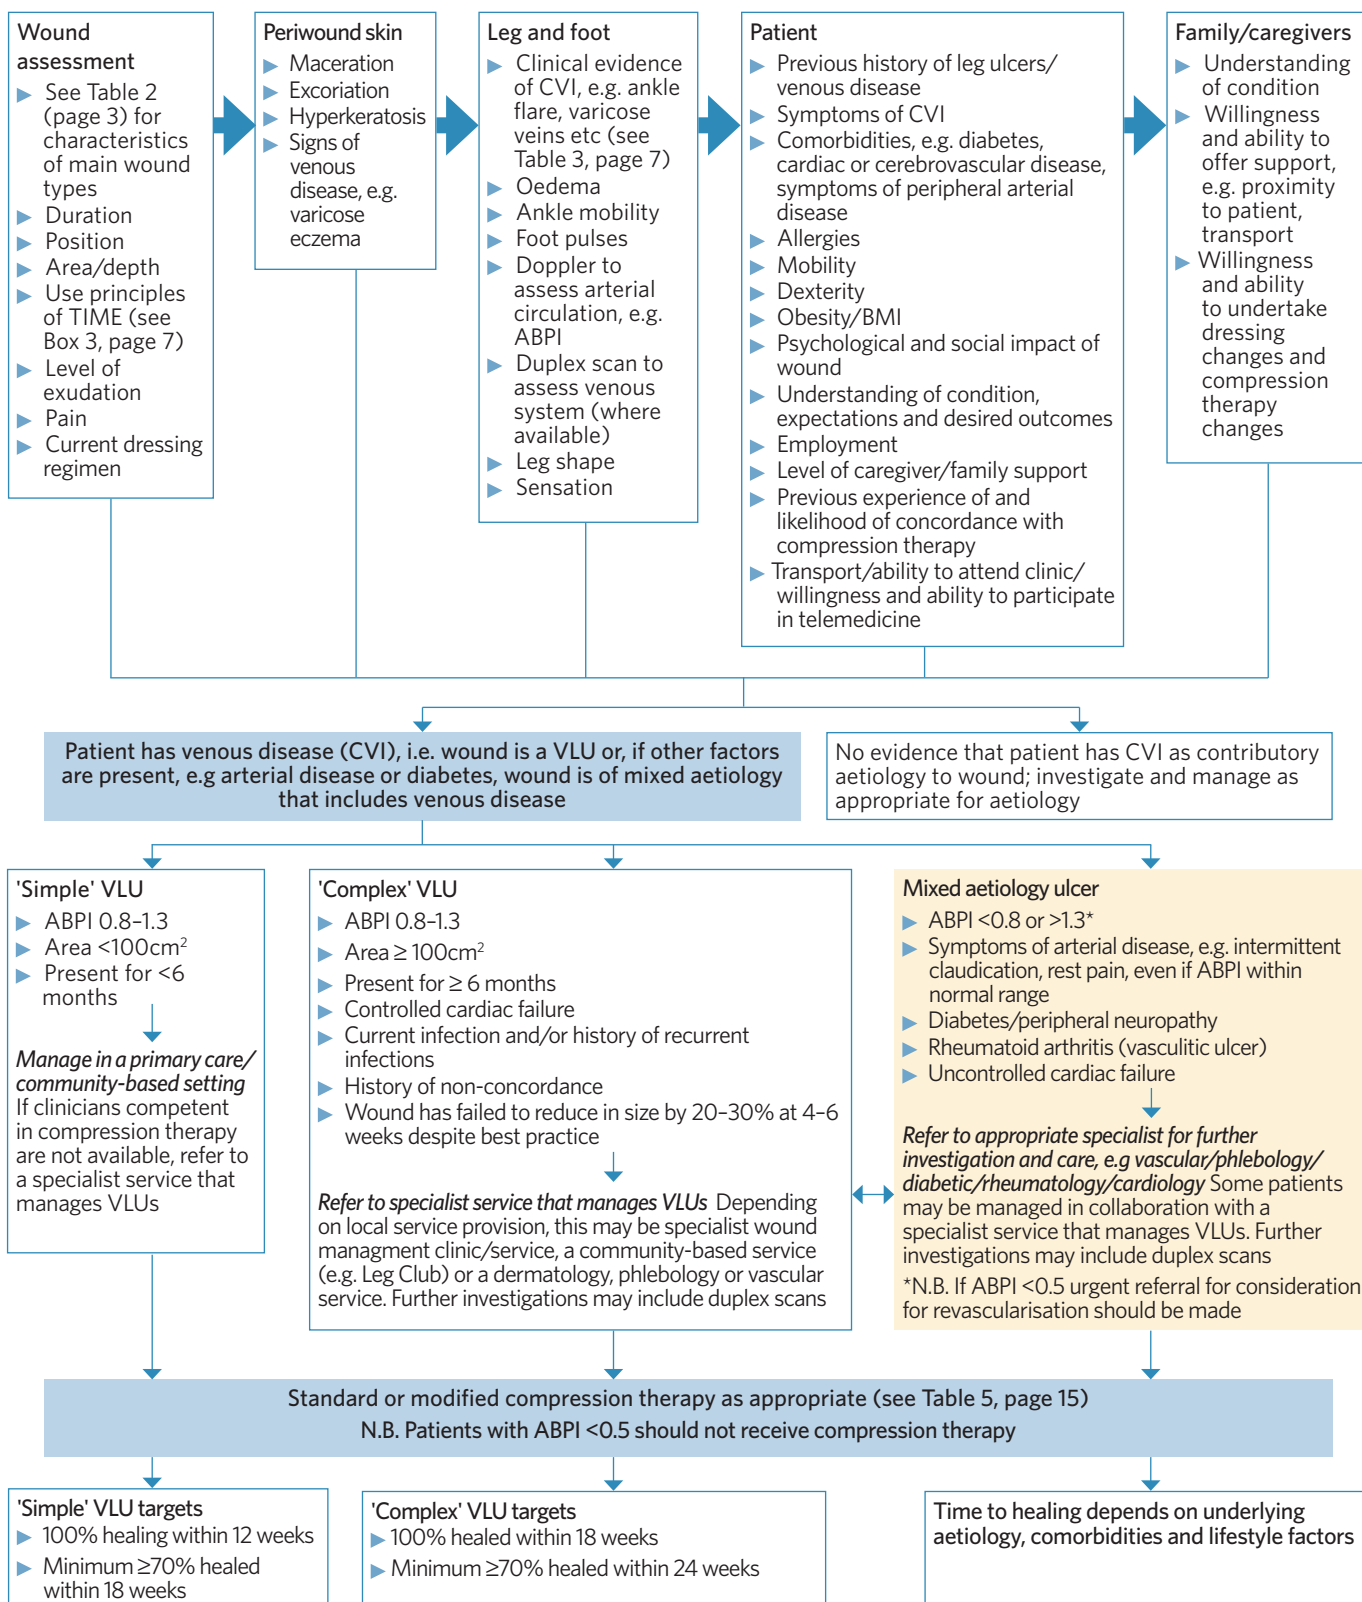 Wound
assessment
▶ See Table 2
(page 3) for
characteristics
of main wound
types
▶ Duration
▶ Position
▶ Area/depth
▶ Use principles
of TIME (see
Box 3, page 7)
▶ Level of
exudation
▶ Pain
▶ Current dressing
regimen
Periwound skin
▶ Maceration
▶ Excoriation
▶ Hyperkeratosis
▶ Signs of
venous
disease, e.g.
varicose
eczema
Leg and foot
▶ Clinical evidence
of CVI, e.g. ankle
flare, varicose
veins etc (see
Table 3, page 7)
▶ Oedema
▶ Ankle mobility
▶ Foot pulses
▶ Doppler to
assess arterial
circulation, e.g.
ABPI
▶ Duplex scan to
assess venous
system (where
available)
▶ Leg shape
▶ Sensation
Patient
▶ Previous history of leg ulcers/
venous disease
▶ Symptoms of CVI
▶ Comorbidities, e.g. diabetes,
cardiac or cerebrovascular disease,
symptoms of peripheral arterial
disease
▶ Allergies
▶ Mobility
▶ Dexterity
▶ Obesity/BMI
▶ Psychological and social impact of
wound
▶ Understanding of condition,
expectations and desired outcomes
▶ Employment
▶ Level of caregiver/family support
▶ Previous experience of and
likelihood of concordance with
compression therapy
▶ Transport/ability to attend clinic/
willingness and ability to participate
in telemedicine
Family/caregivers
▶ Understanding
of condition
▶ Willingness
and ability to
offer support,
e.g. proximity
to patient,
transport
▶ Willingness
and ability
to undertake
dressing
changes and
compression
therapy
changes
Patient has venous disease (CVI), i.e. wound is a VLU or, if other factors
are present, e.g arterial disease or diabetes, wound is of mixed aetiology
that includes venous disease
No evidence that patient has CVI as contributory
aetiology to wound; investigate and manage as
appropriate for aetiology
'Simple' VLU
▶ ABPI 0.8–1.3
▶ Area <100cm²
▶ Present for <6
months
Manage in a primary care/
community-based setting
If clinicians competent
in compression therapy
are not available, refer to
a specialist service that
manages VLUs
'Complex' VLU
▶ ABPI 0.8–1.3
▶ Area ≥ 100cm²
▶ Present for ≥ 6 months
▶ Controlled cardiac failure
▶ Current infection and/or history of recurrent
infections
▶ History of non-concordance
▶ Wound has failed to reduce in size by 20–30% at 4–6
weeks despite best practice
Refer to specialist service that manages VLUs Depending
on local service provision, this may be specialist wound
managment clinic/service, a community-based service
(e.g. Leg Club) or a dermatology, phlebology or vascular
service. Further investigations may include duplex scans
Mixed aetiology ulcer
▶ ABPI <0.8 or >1.3*
▶ Symptoms of arterial disease, e.g. intermittent
claudication, rest pain, even if ABPI within
normal range
▶ Diabetes/peripheral neuropathy
▶ Rheumatoid arthritis (vasculitic ulcer)
▶ Uncontrolled cardiac failure
Refer to appropriate specialist for further
investigation and care, e.g vascular/phlebology/
diabetic/rheumatology/cardiology Some patients
may be managed in collaboration with a
specialist service that manages VLUs. Further
investigations may include duplex scans
*N.B. If ABPI <0.5 urgent referral for consideration
for revascularisation should be made
Standard or modified compression therapy as appropriate (see Table 5, page 15)
N.B. Patients with ABPI <0.5 should not receive compression therapy
'Simple' VLU targets
▶ 100% healing within 12 weeks
▶ Minimum ≥70% healed
within 18 weeks
'Complex' VLU targets
▶ 100% healed within 18 weeks
▶ Minimum ≥70% healed within 24 weeks
Time to healing depends on underlying
aetiology, comorbidities and lifestyle factors